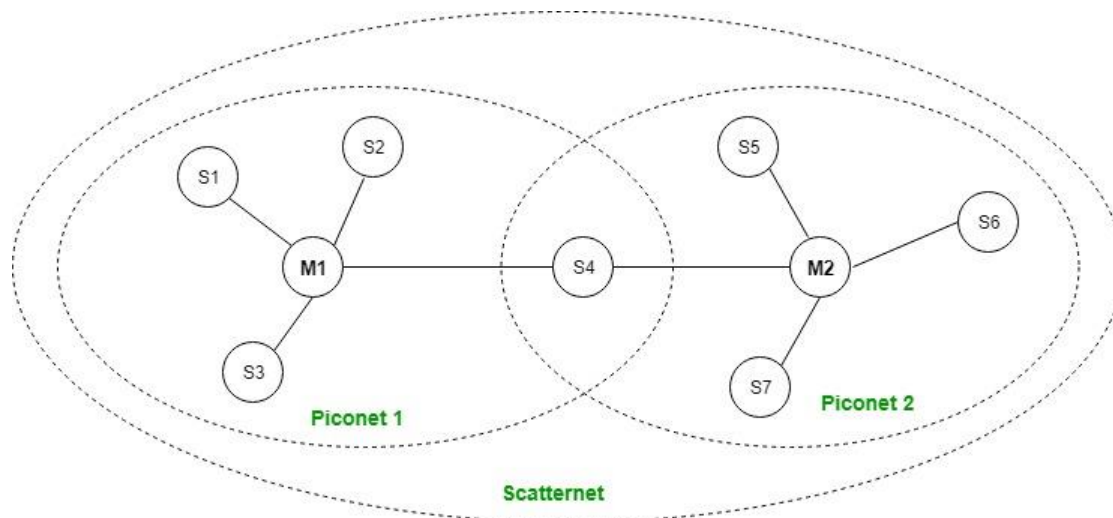 S1
S2
S5
S6
M1
S4
M2
S3
S7
Piconet 1
Piconet 2
Scatternet